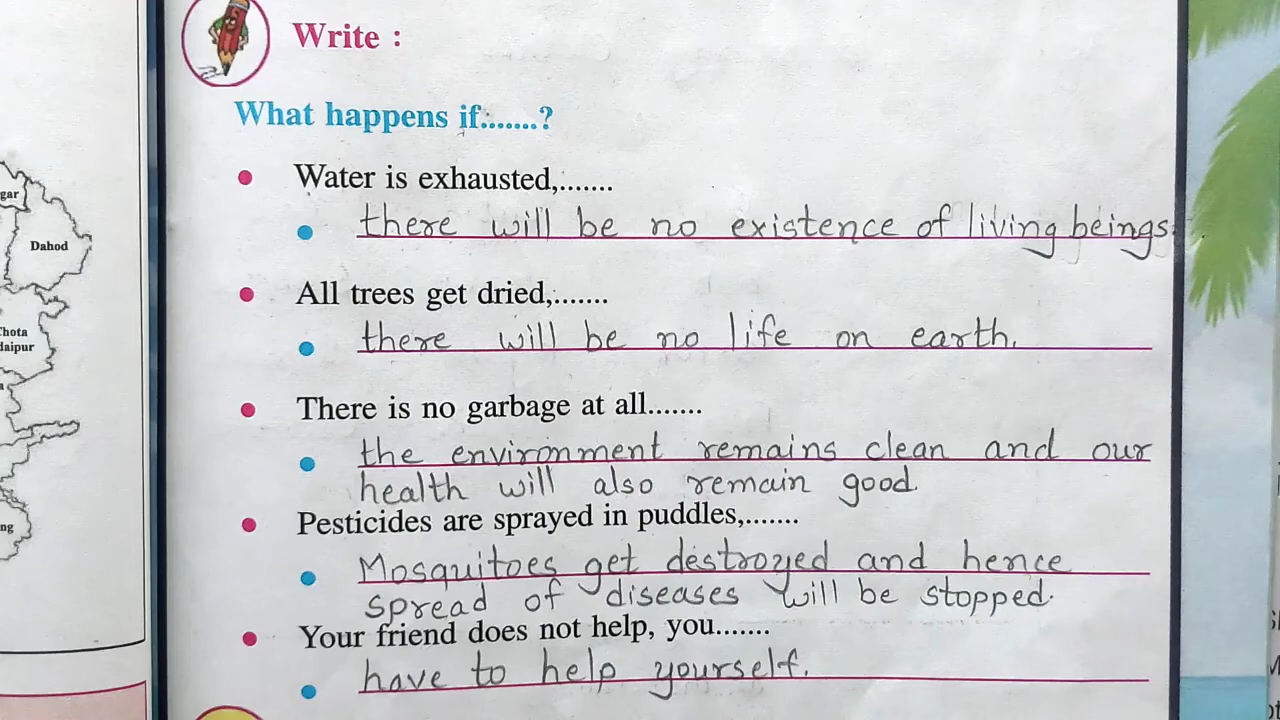 Write :
What happens if.......?
Water is exhausted,.......
there will be no existence of living beings.
All trees get dried,.......
there will be no life on earth.
There is no garbage at all.......
the environment remains clean and our
health will also remain good.
Pesticides are sprayed in puddles,.......
Mosquitoes get destroyed and hence
spread of diseases will be stopped.
Your friend does not help, you.......
have to help yourself.
gar
Dahod
Chota
daipur
ng